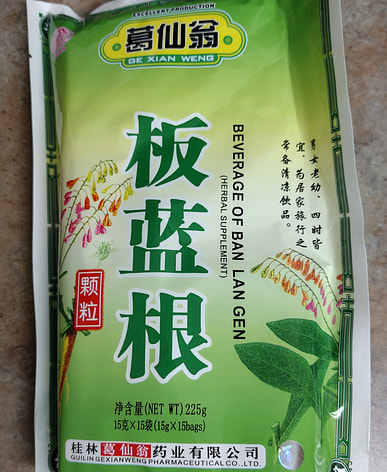 EXCELLENT PRODUCTION
葛仙翁
GE XIAN WENG
板蓝根
颗粒
BEVERAGE OF BAN LAN GEN
(HERBAL SUPPLEMENT)
男女老幼，四时皆
宜，为居家旅行之
常备清凉饮品。
净含量(NET WT)225g
15克×15袋(15g×15bags)
桂林葛仙翁药业有限公司
GUILIN GEXIANWENG PHARMACEUTICAL CO.,LTD.